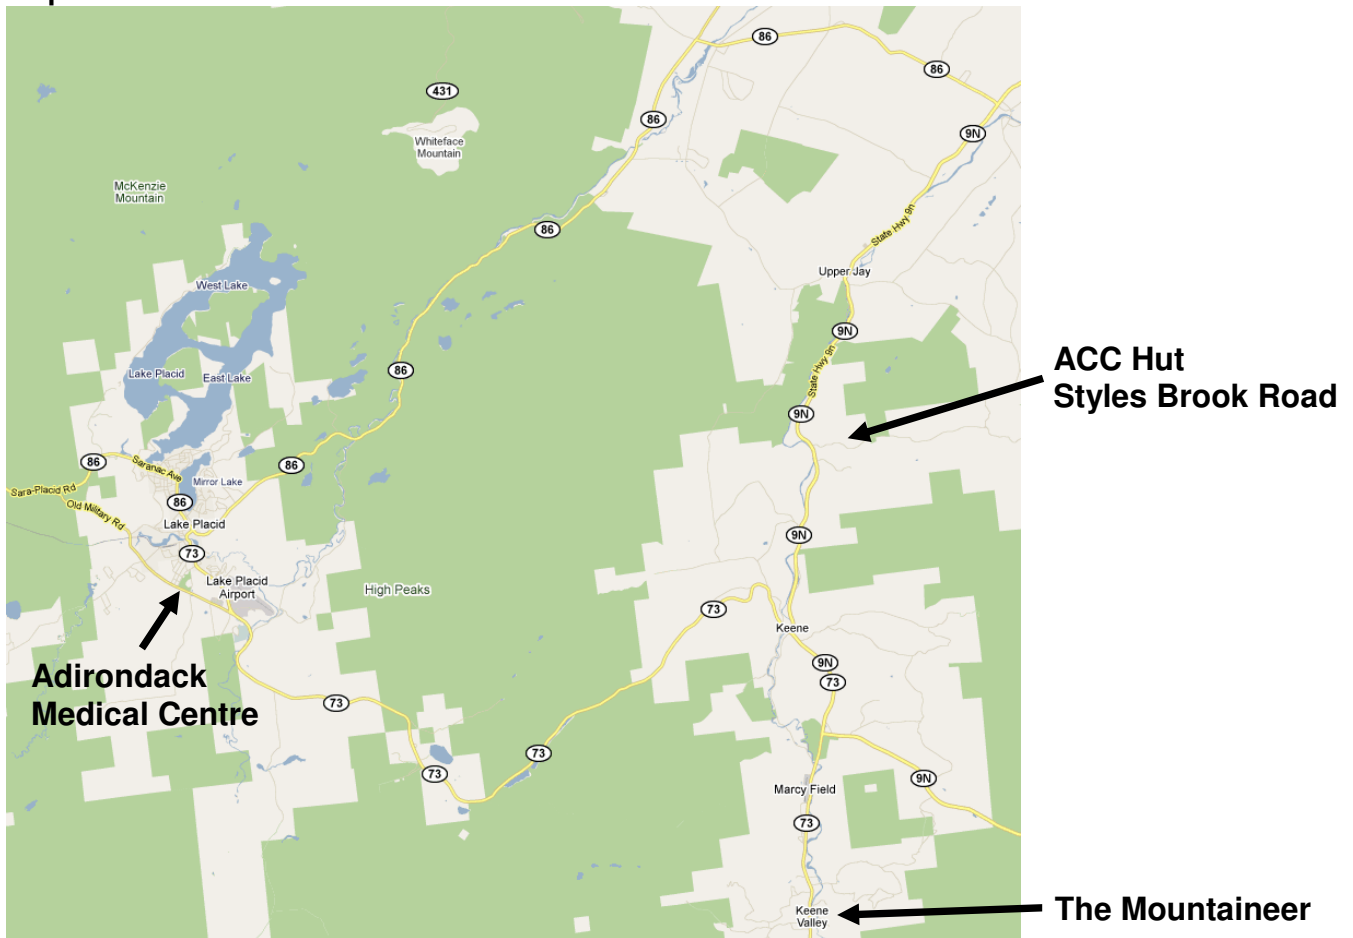 86
86
431
86
9N
Whiteface
Mountain
McKenzie
Mountain
State Hwy 9n
86
Upper Jay
West Lake
9N
Lake Placid
East Lake
86
State Hwy 9n
ACC Hut
Styles Brook Road
9N
86
Saranac Ave
86
Sara-Placid Rd
Mirror Lake
86
Old Military Rd
Lake Placid
9N
73
Lake Placid
Airport
High Peaks
73
Keene
9N
73
Adirondack
Medical Centre
73
73
73
9N
Marcy Field
73
Keene
Valley
The Mountaineer